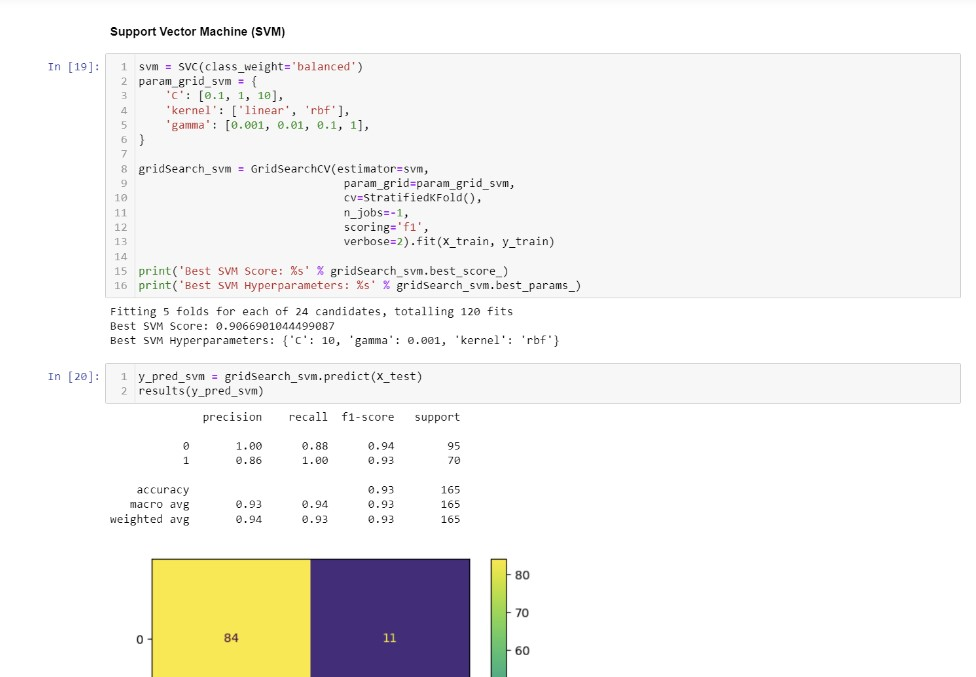 Support Vector Machine (SVM)
In [19]:
1 svm = SVC(class_weight='balanced')
2 param_grid_svm = {
3     'C': [0.1, 1, 10],
4     'kernel': ['linear', 'rbf'],
5     'gamma': [0.001, 0.01, 0.1, 1],
6 }
7
8 gridSearch_svm = GridSearchCV(estimator=svm,
9                               param_grid=param_grid_svm,
10                               cv=StratifiedKFold(),
11                               n_jobs=-1,
12                               scoring='f1',
13                               verbose=2).fit(X_train, y_train)
14
15 print('Best SVM Score: %s' % gridSearch_svm.best_score_)
16 print('Best SVM Hyperparameters: %s' % gridSearch_svm.best_params_)
Fitting 5 folds for each of 24 candidates, totalling 120 fits
Best SVM Score: 0.9066901044499087
Best SVM Hyperparameters: {'C': 10, 'gamma': 0.001, 'kernel': 'rbf'}
In [20]:
1 y_pred_svm = gridSearch_svm.predict(X_test)
2 results(y_pred_svm)
precision recall f1-score support
0 1.00 0.88 0.94 95
1 0.86 1.00 0.93 70
accuracy 0.93 165
macro avg 0.93 0.94 0.93 165
weighted avg 0.94 0.93 0.93 165
80
70
0 84 11
60